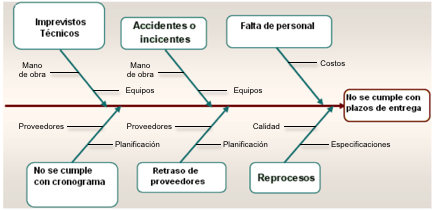 Imprevistos
Técnicos
Accidentes o
incicentes
Falta de personal
Mano
de obra
Equipos
Mano
de obra
Equipos
Costos
No se cumple con
plazos de entrega
Proveedores
Planificación
Proveedores
Planificación
Calidad
Especificaciones
No se cumple
con cronograma
Retraso de
proveedores
Reprocesos